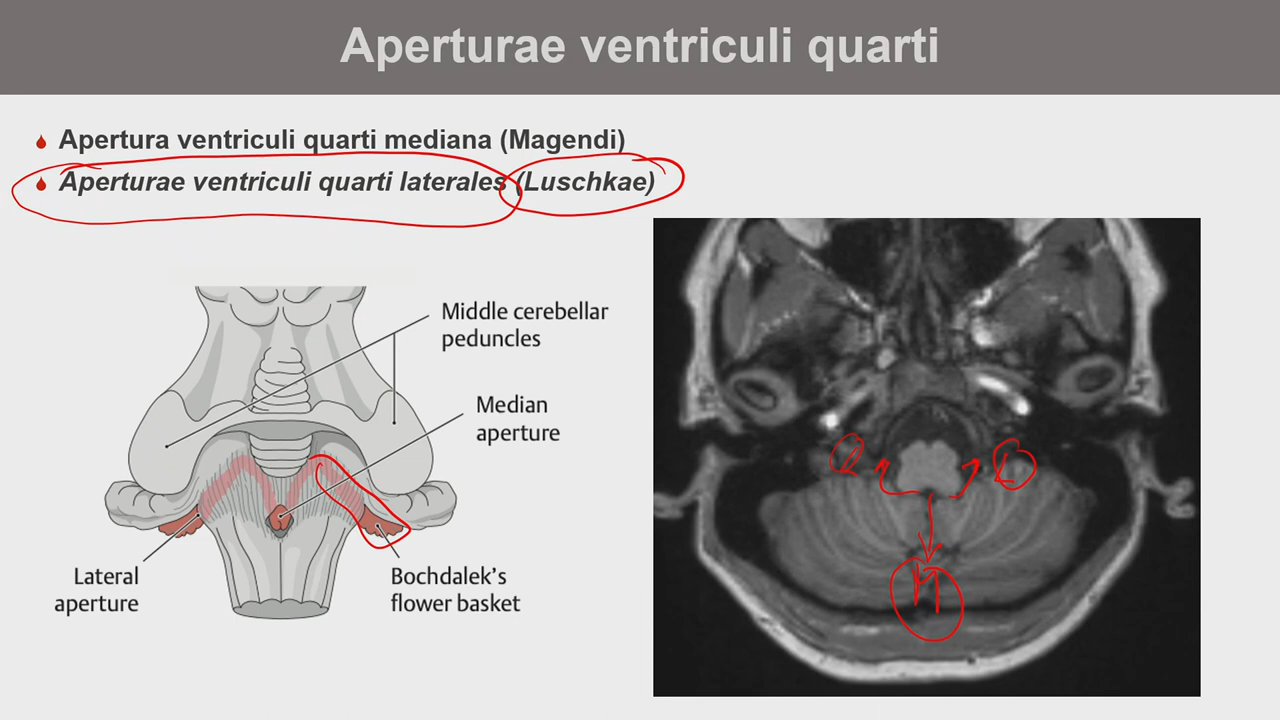 Aperturae ventriculi quarti
Apertura ventriculi quarti mediana (Magendi)
Aperturae ventriculi quarti laterales (Luschkae)
Middle cerebellar
peduncles
Median
aperture
Lateral
aperture
Bochdalek's
flower basket
M